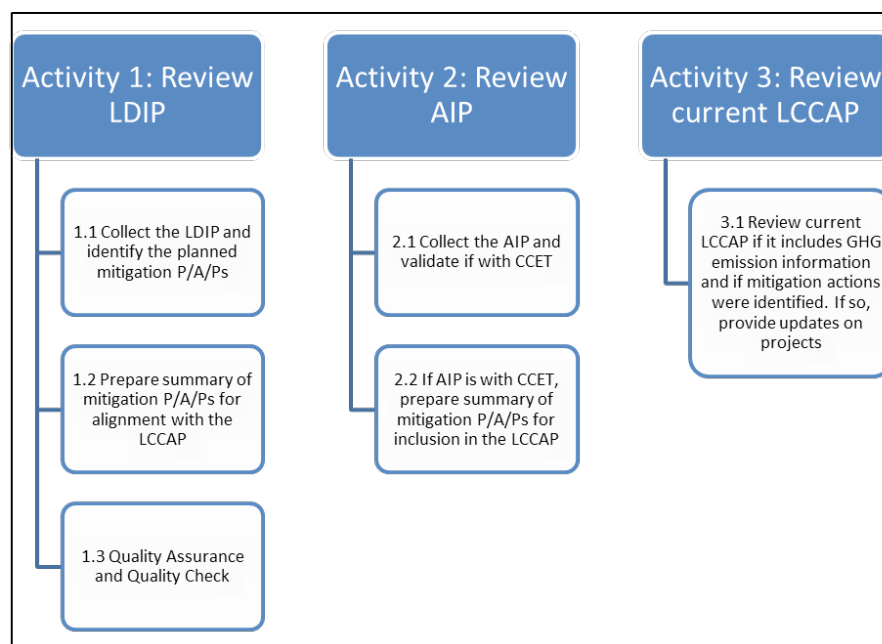 Activity 1: Review
LDIP
1.1 Collect the LDIP and
identify the planned
mitigation P/A/Ps
1.2 Prepare summary of
mitigation P/A/Ps for
alignment with the
LCCAP
1.3 Quality Assurance
and Quality Check
Activity 2: Review
AIP
2.1 Collect the AIP and
validate if with CCET
2.2 If AIP is with CCET,
prepare summary of
mitigation P/A/Ps for
inclusion in the LCCAP
Activity 3: Review
current LCCAP
3.1 Review current
LCCAP if it includes GHG
emission information
and if mitigation actions
were identified. If so,
provide updates on
projects